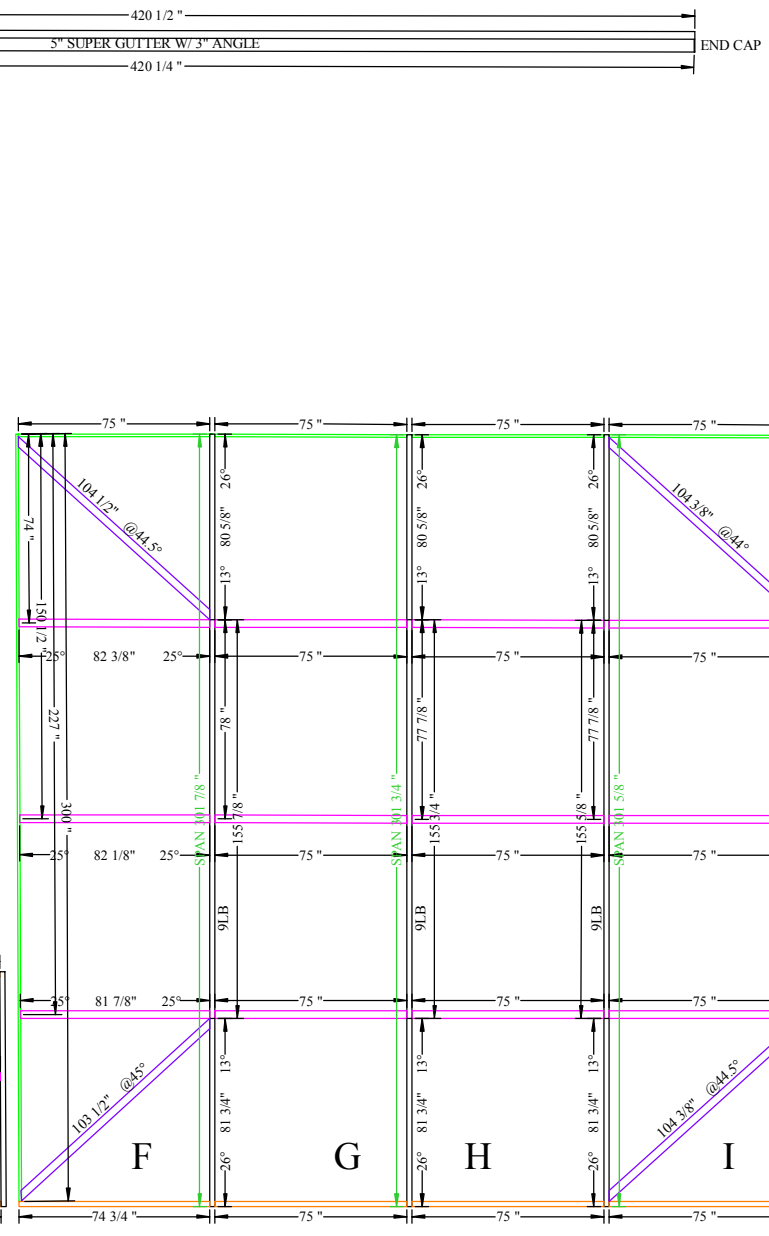 420 1/2 "
5" SUPER GUTTER W/ 3" ANGLE
END CAP
420 1/4 "
75 "
75 "
75 "
75 "
104 1/2" @44.5°
104 3/8" @44°
74 "
150 1/2 "
227 "
300 "
26°
80 5/8"
13°
26°
80 5/8"
13°
26°
80 5/8"
13°
25° 82 3/8" 25°
75 "
75 "
75 "
78 "
77 7/8 "
77 7/8 "
SPAN 301 7/8 "
155 7/8 "
SPAN 301 3/4 "
155 3/4 "
155 5/8 "
SPAN 301 5/8 "
25° 82 1/8" 25°
75 "
75 "
75 "
9LB
9LB
9LB
25° 81 7/8" 25°
75 "
75 "
75 "
103 1/2" @45°
104 3/8" @44.5°
13°
81 3/4"
26°
13°
81 3/4"
26°
13°
81 3/4"
26°
F
G
H
I
74 3/4 "
75 "
75 "
75 "